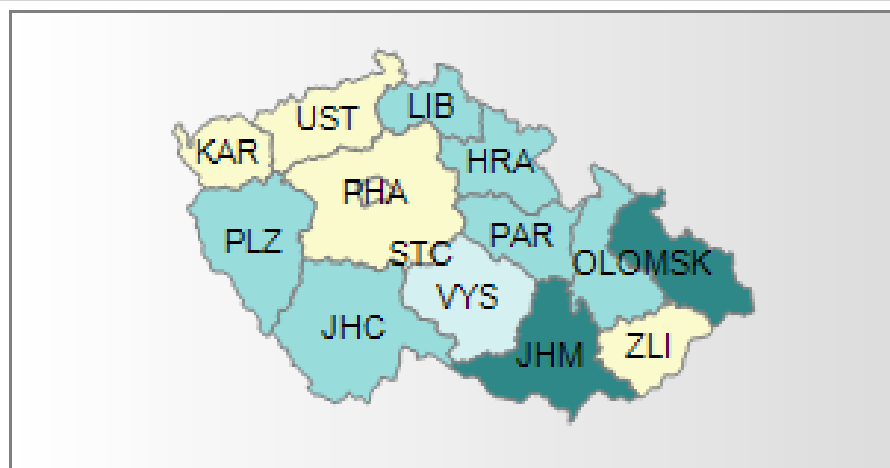 LIB
UST
KAR
HRA
PHA
PLZ
PAR
STC
OLOMSK
VYS
JHC
ZLI
JHM